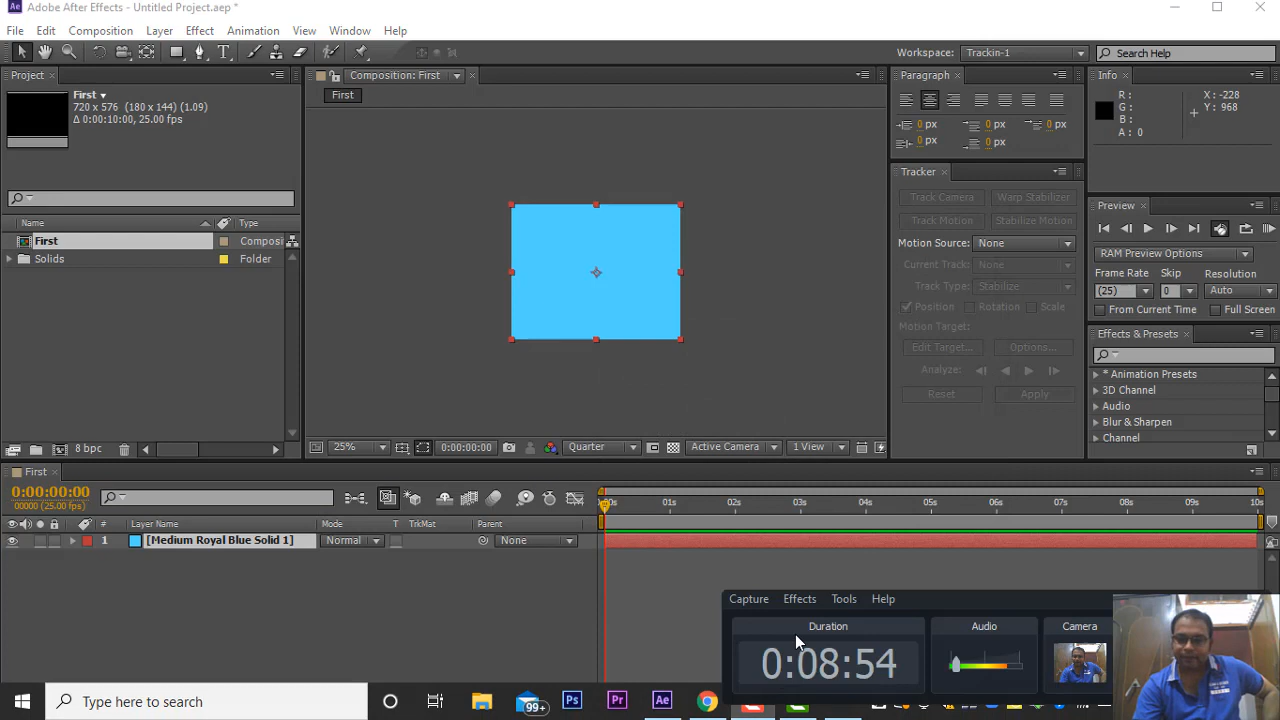 Adobe After Effects - Untitled Project.aep *
File Edit Composition Layer Effect Animation View Window Help
Workspace: Trackin-1 Search Help
Project
First
720 x 576 (180 x 144) (1.09)
Δ 0:00:10:00, 25.00 fps
Name Type
First Composi
Solids Folder
8 bpc
Composition: First
First
25% 0:00:00:00 Quarter Active Camera 1 View
Paragraph
0 px 0 px 0 px
0 px 0 px
Tracker
Track Camera Warp Stabilizer
Track Motion Stabilize Motion
Motion Source: None
Current Track: None
Track Type: Stabilize
Position Rotation Scale
Motion Target:
Edit Target... Options...
Analyze:
Reset Apply
Info
R : X : -228
G : Y : 968
B :
A : 0
Preview
RAM Preview Options
Frame Rate Skip Resolution
(25) 0 Auto
From Current Time Full Screen
Effects & Presets
* Animation Presets
3D Channel
Audio
Blur & Sharpen
Channel
First
0:00:00:00
00000 (25.00 fps)
01s 02s 03s 04s 05s 06s 07s 08s 09s 10s
# Layer Name Mode T TrkMat Parent
1 [Medium Royal Blue Solid 1] Normal None
Capture Effects Tools Help
Duration Audio Camera
0:08:54
Type here to search
99+ Ps Pr Ae